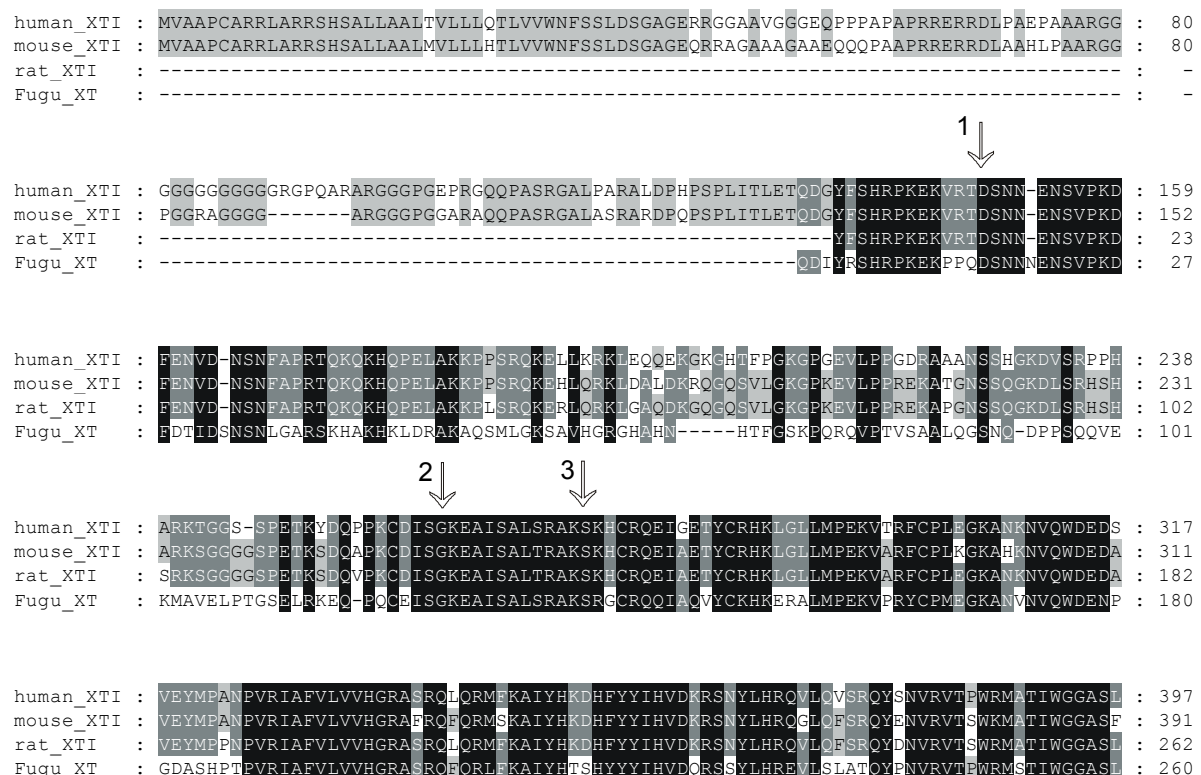 human_XTI : MVAAPCARRLARRSHSALLAALTVLLLQTLVVWNFSSLDSGAGERRGGAAVGGGEQPPPAPAPRRERRDLPAEPAAARGG : 80
mouse_XTI : MVAAPCARRLARRSHSALLAALMVLLLHTLVVWNFSSLDSGAGEQRRAGAAAGAAEQQQPAAPRRERRDLAAHLPAARGG : 80
rat_XTI : -------------------------------------------------------------------------------- : -
Fugu_XT : -------------------------------------------------------------------------------- : -
1
human_XTI : GGGGGGGGGGGRGPQARARGGGPGEPRGQQPASRGALPARALDPHPSPLITLETQDGYFSHRPKEKVRTDSNN-ENSVPKD : 159
mouse_XTI : PGGRAGGGG-------ARGGGPGGARAQQPASRGALASRARDPQPSPLITLETQDGYFSHRPKEKVRTDSNN-ENSVPKD : 152
rat_XTI : --------------------------------------------------------YFSHRPKEKVRTDSNN-ENSVPKD : 23
Fugu_XT : -----------------------------------------------------QDIYRSHRPKEKPPQDSNNNENSVPKD : 27
human_XTI : FENVD-NSNFAPRTQKQKHQPELAKKPPSRQKELLKRKLEQQEKGKGHTFPGKGPGEVLPPGDRAAANSSHGKDVSRPPH : 238
mouse_XTI : FENVD-NSNFAPRTQKQKHQPELAKKPPSRQKEHLQRKLDALDKRQGQSVLGKGPKEVLPPREKATGNSSQGKDLSRHSH : 231
rat_XTI : FENVD-NSNFAPRTQKQKHQPELAKKPLSRQKERLQRKLGAQDKGQGQSVLGKGPKEVLPPREKAPGNSSQGKDLSRHSH : 102
Fugu_XT : FDTIDSNSNLGARSKHAKHKLDRAKAQSMLGKSAVHGRGHAHN-----HTFGSKPQRQVPTVSAALQGSNQ-DPPSQQVE : 101
2 3
human_XTI : ARKTGGS-SPETKYDQPPKCDISGKEAISALSRAKSKHCRQEIGETYCRHKLGLLMPEKVTRFCPLEGKANKNVQWDEDS : 317
mouse_XTI : ARKSGGGGSPETKSDQAPKCDISGKEAISALTRAKSKHCRQEIAETYCRHKLGLLMPEKVARFCPLKGKAHKNVQWDEDA : 311
rat_XTI : SRKSGGGGSPETKSDQVPKCDISGKEAISALSRAKSKHCRQEIAETYCRHKLGLLMPEKVARFCPLEGKANKNVQWDEDA : 182
Fugu_XT : KMAVELPTGSELRKEQ-PQCEISGKEAISALSRAKSRGCRQQIAQVYCKHKERALMPEKVPRYCPMEGKANVNVQWDENP : 180
human_XTI : VEYMPANPVRIAFVLVVHGRASRQLQRMFKAIYHKDHFYYIHVDKRSNYLHRQVLQVSRQYSNVRVTPWRMATIWGGASL : 397
mouse_XTI : VEYMPANPVRIAFVLVVHGRAFRQFQRMSKAIYHKDHFYYIHVDKRSNYLHRQGLQFSRQYENVRVTSWKMATIWGGASF : 391
rat_XTI : VEYMPPNPVRIAFVLVVHGRASRQLQRMFKAIYHKDHFYYIHVDKRSNYLHRQVLQFSRQYDNVRVTSWRMATIWGGASL : 262
Fugu_XT : GDASHPTPVRIAFVLVVHGRASRQFQRLFKAIYHTSHYYYIHVDQRSSYLHREVLSLATQYPNVRVTPWRMSTIWGGASL : 260